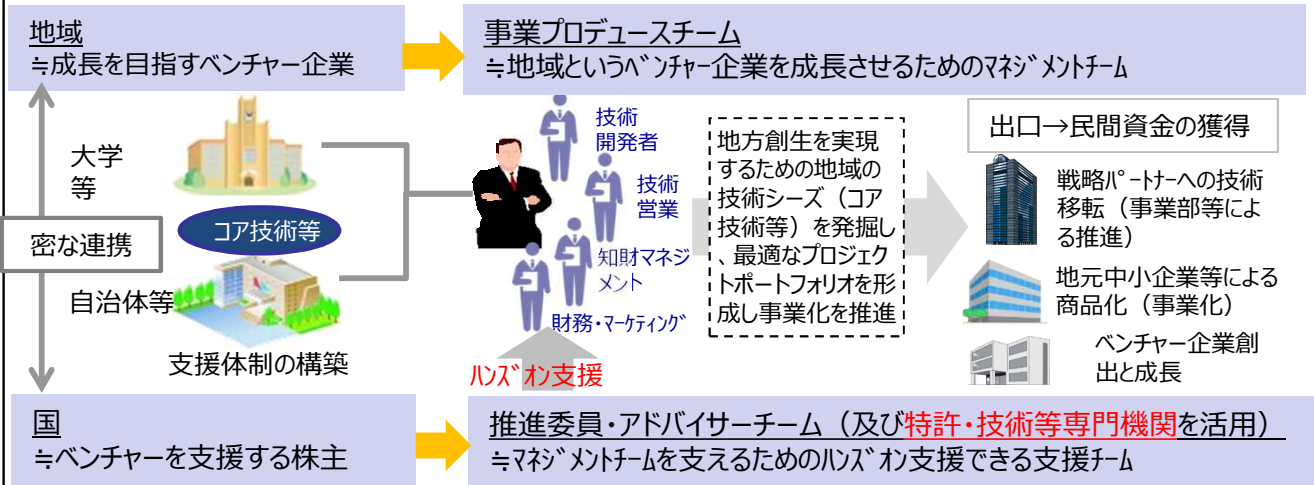 地域
≒成長を目指すベンチャー企業
事業プロデュースチーム
≒地域というベンチャー企業を成長させるためのマネジメントチーム
大学
等
コア技術等
密な連携
自治体等
支援体制の構築
技術
開発者
技術
営業
知財マネジ
メント
財務・マーケティング
ハンズオン支援
地方創生を実現
するための地域の
技術シーズ（コア
技術等）を発掘し
、最適なプロジェク
トポートフォリオを形
成し事業化を推進
出口→民間資金の獲得
戦略パートナーへの技術
移転（事業部等によ
る推進）
地元中小企業等による
商品化（事業化）
ベンチャー企業創
出と成長
国
≒ベンチャーを支援する株主
推進委員・アドバイサーチーム（及び特許・技術等専門機関を活用）
≒マネジメントチームを支えるためのハンズオン支援できる支援チーム